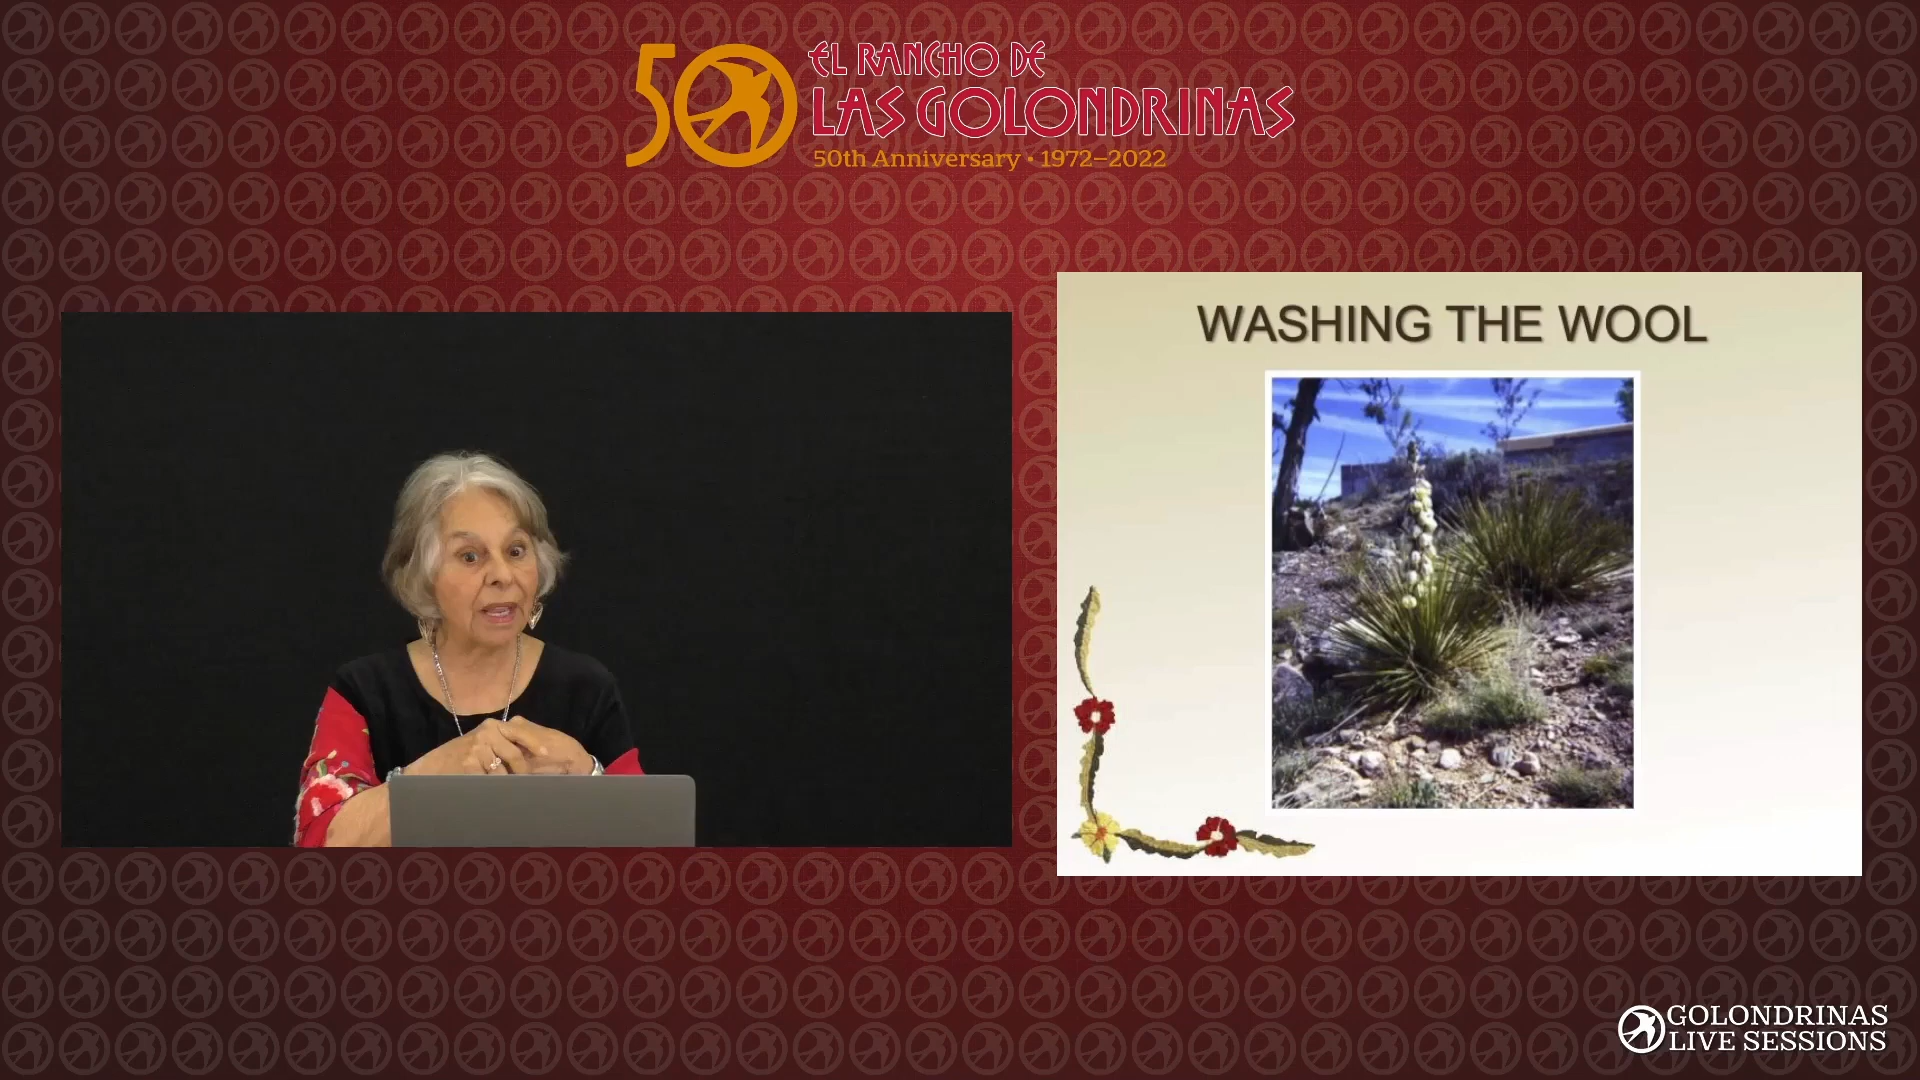 50
EL RANCHO DE
LAS GOLONDRINAS
50th Anniversary • 1972–2022
WASHING THE WOOL
GOLONDRINAS
LIVE SESSIONS